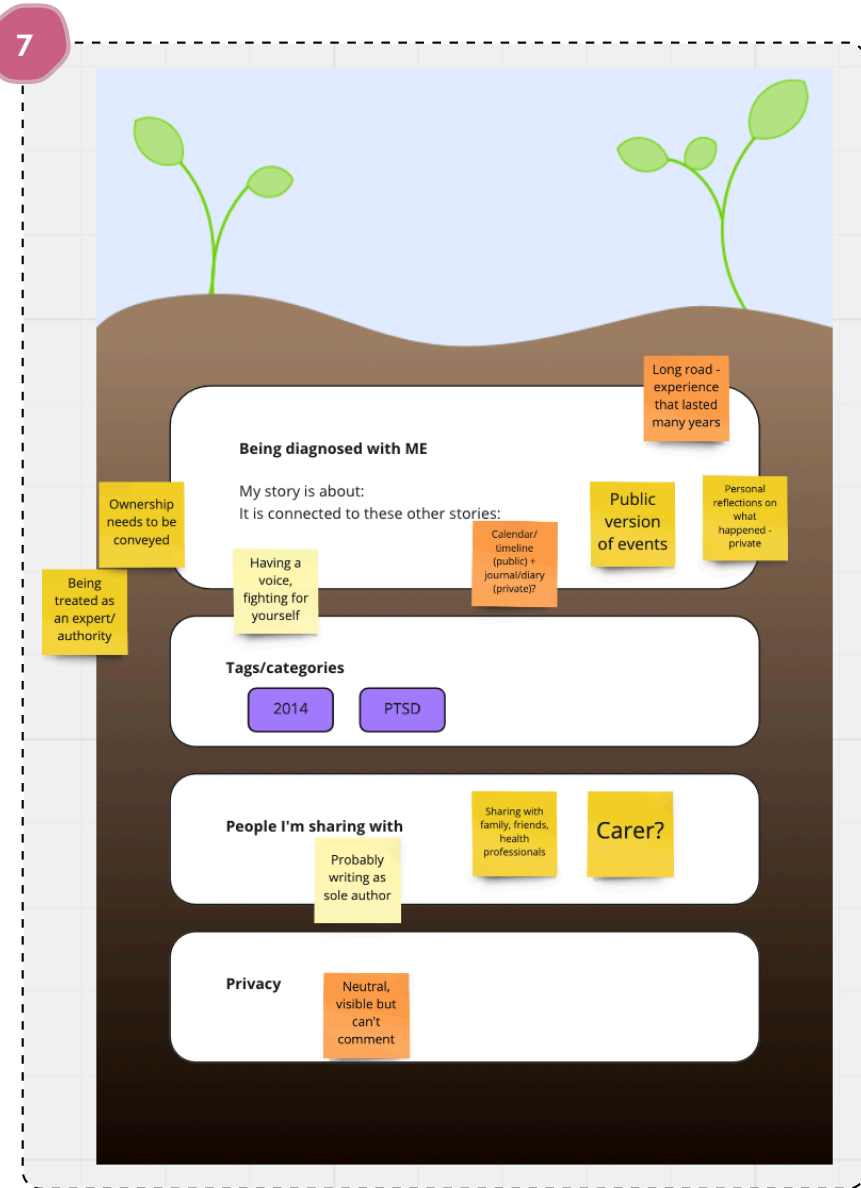 7
Long road -
experience
that lasted
many years
Being diagnosed with ME
My story is about:
It is connected to these other stories:
Ownership
needs to be
conveyed
Being
treated as
an expert/
authority
Having a
voice,
fighting for
yourself
Calendar/
timeline
(public) +
journal/diary
(private)?
Public
version
of events
Personal
reflections on
what
happened -
private
Tags/categories
2014
PTSD
People I'm sharing with
Probably
writing as
sole author
Sharing with
family, friends,
health
professionals
Carer?
Privacy
Neutral,
visible but
can't
comment